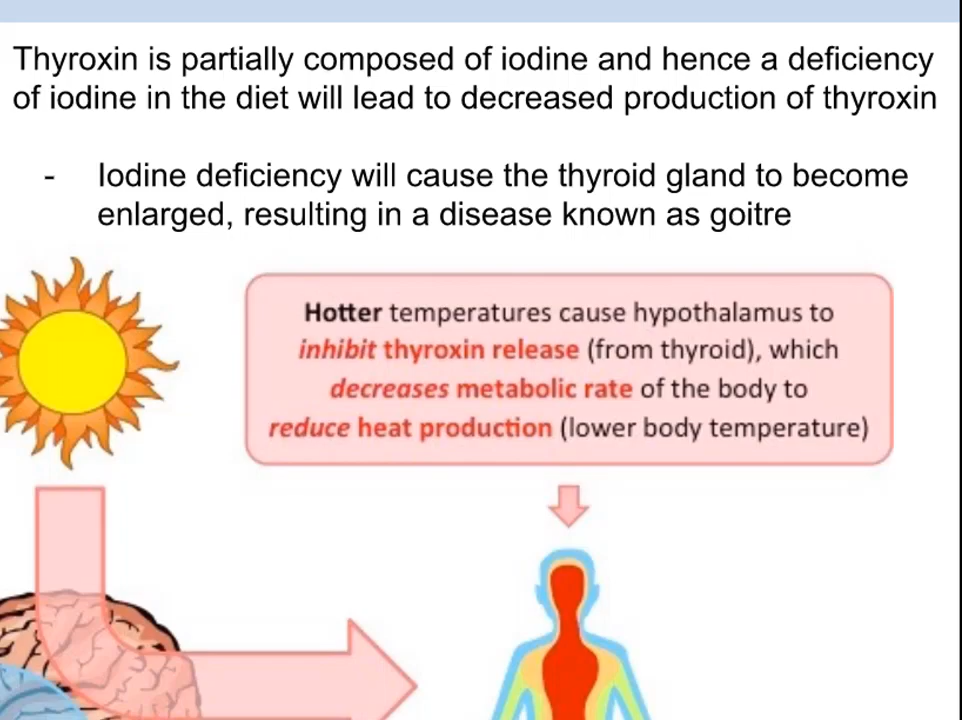 Thyroxin is partially composed of iodine and hence a deficiency
of iodine in the diet will lead to decreased production of thyroxin
- Iodine deficiency will cause the thyroid gland to become
enlarged, resulting in a disease known as goitre
Hotter temperatures cause hypothalamus to
inhibit thyroxin release (from thyroid), which
decreases metabolic rate of the body to
reduce heat production (lower body temperature)